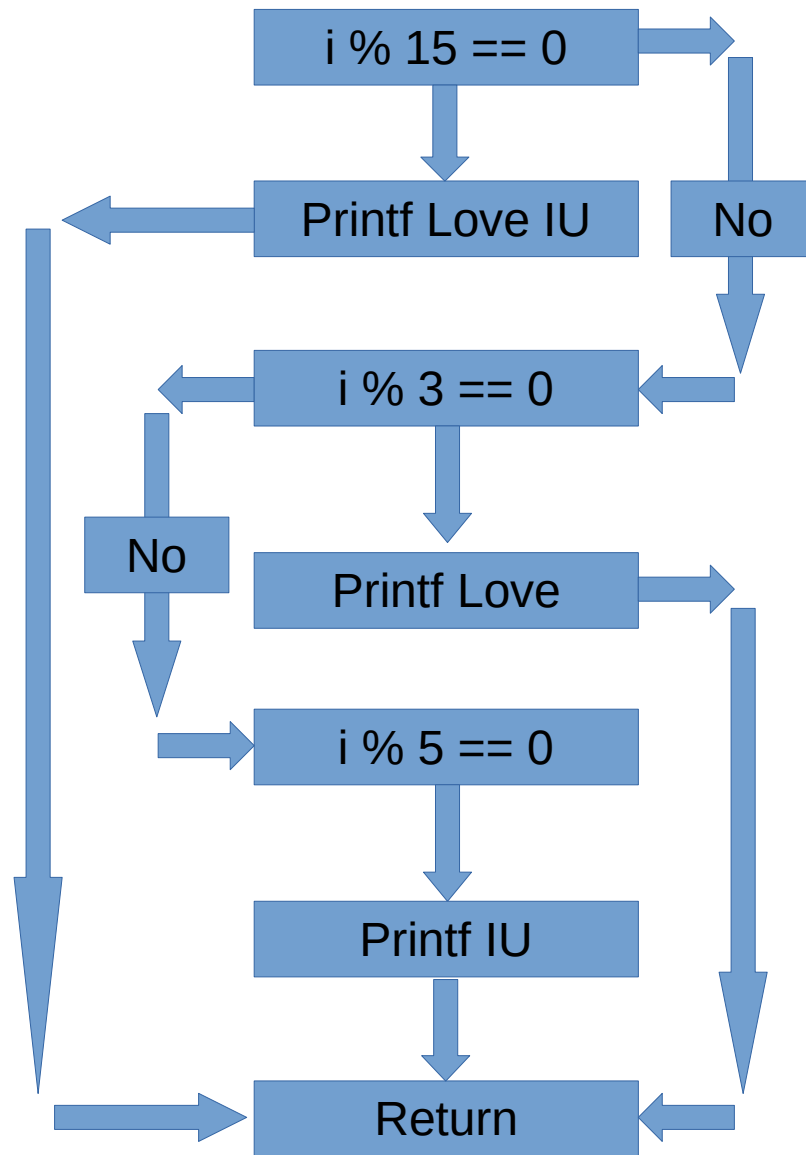 i % 15 == 0
Printf Love IU
No
i % 3 == 0
No
Printf Love
i % 5 == 0
Printf IU
Return